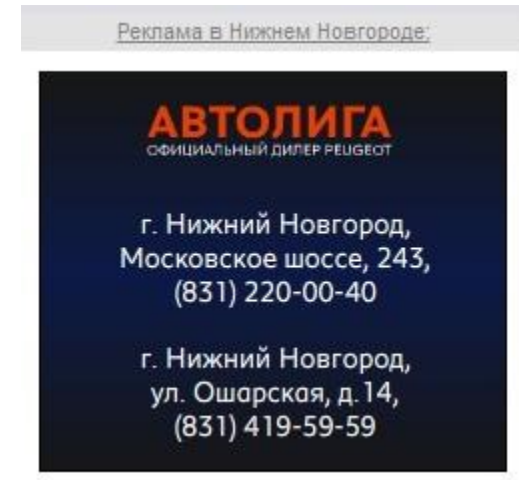 Реклама в Нижнем Новгороде:
АВТОЛИГА
ОФИЦИАЛЬНЫЙ ДИЛЕР PEUGEOT
г. Нижний Новгород,
Московское шоссе, 243,
(831) 220-00-40
г. Нижний Новгород,
ул. Ошарская, д.14,
(831) 419-59-59